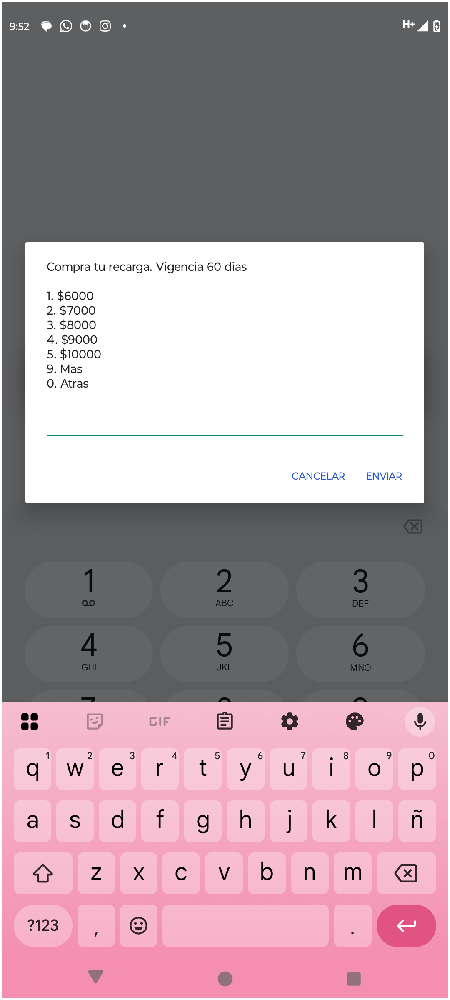 9:52 H+
Compra tu recarga. Vigencia 60 dias
1. $6000
2. $7000
3. $8000
4. $9000
5. $10000
9. Mas
0. Atras
CANCELAR ENVIAR
1 2 3
ABC DEF
4 5 6
GHI JKL MNO
GIF
1 2 3 4 5 6 7 8 9 0
q w e r t y u i o p
a s d f g h j k l ñ
z x c v b n m
?123 , .